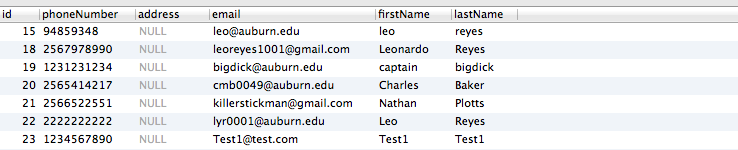 id phoneNumber address email firstName lastName
15 94859348 NULL leo@auburn.edu leo reyes
18 2567978990 NULL leoreyes1001@gmail.com Leonardo Reyes
19 1231231234 NULL bigdick@auburn.edu captain bigdick
20 2565414217 NULL cmb0049@auburn.edu Charles Baker
21 2566522551 NULL killerstickman@gmail.com Nathan Plotts
22 2222222222 NULL lyr0001@auburn.edu Leo Reyes
23 1234567890 NULL Test1@test.com Test1 Test1